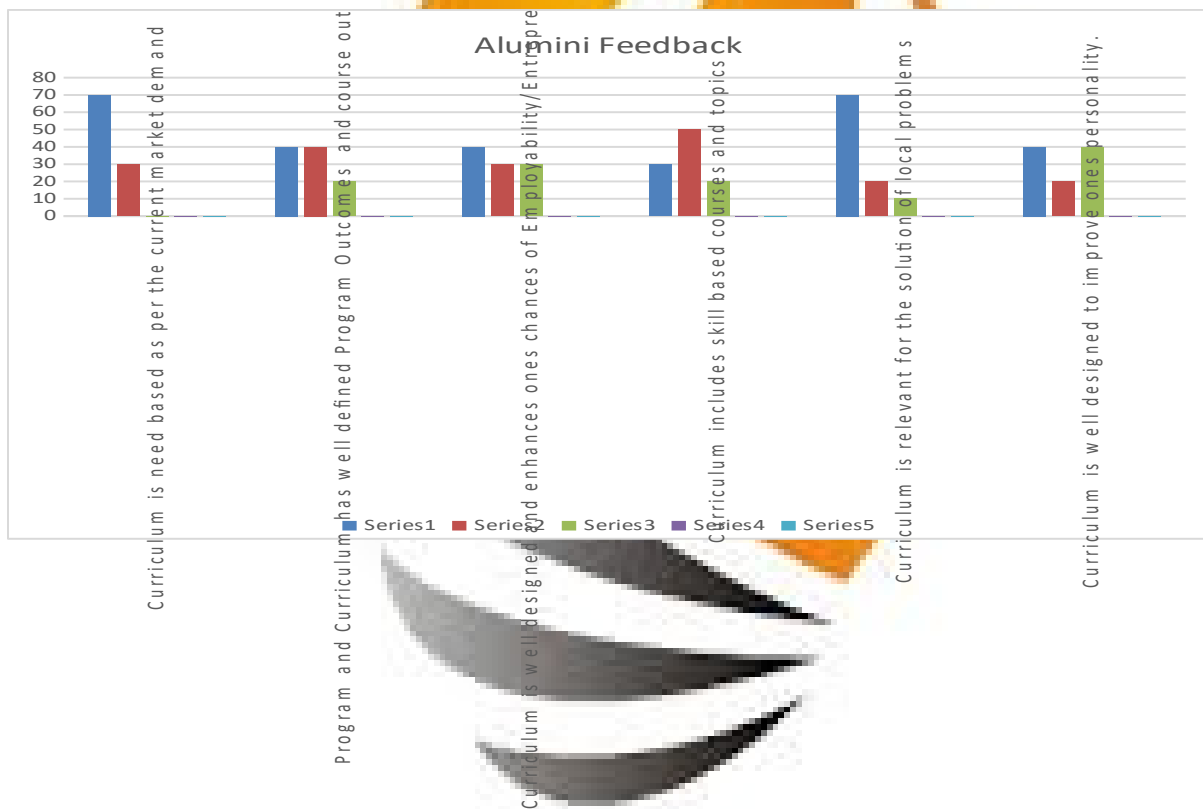 Alumini Feedback
80
70
60
50
40
30
20
10
0
Curriculum is need based as per the current market demand
Program and Curriculum has well defined Program Outcomes and course out
Curriculum is well designed and enhances ones chances of Employability/Entrepre
Curriculum includes skill based courses and topics
Curriculum is relevant for the solution of local problems
Curriculum is well designed to improve ones personality.
Series1
Series2
Series3
Series4
Series5